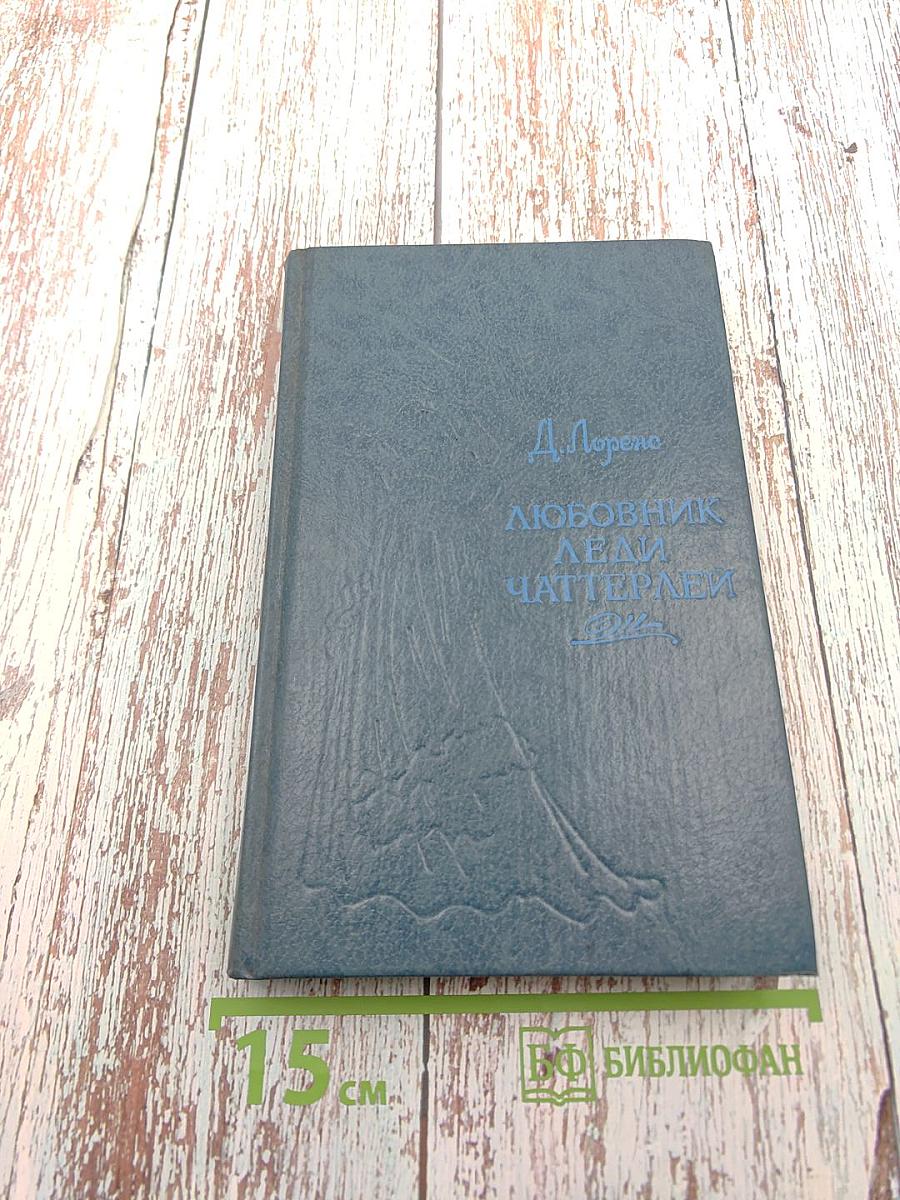 Д. Лоренс
ЛЮБОВНИК
ЛЕДИ
ЧАТТЕРЛЕЙ
15 см
БФ БИБЛИОФАН